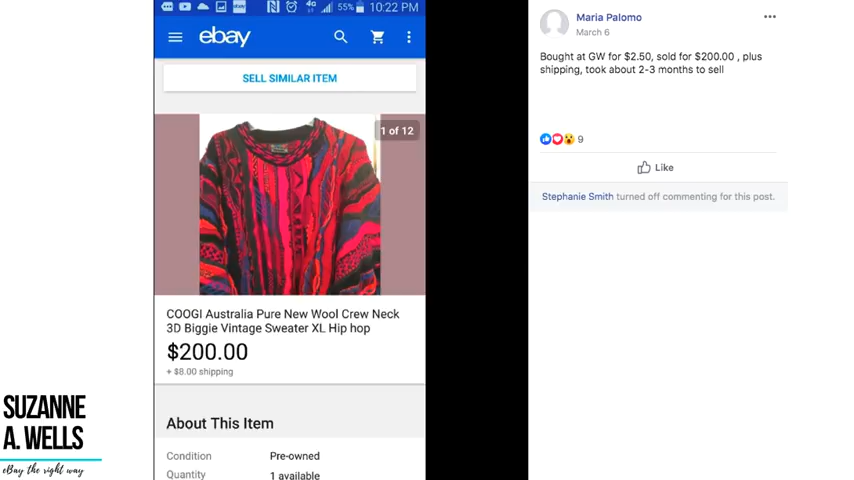 4G 55% 10:22 PM
ebay
SELL SIMILAR ITEM
1 of 12
COOGI Australia Pure New Wool Crew Neck
3D Biggie Vintage Sweater XL Hip hop
$200.00
+ $8.00 shipping
About This Item
Condition Pre-owned
Quantity 1 available
Maria Palomo
March 6
Bought at GW for $2.50, sold for $200.00 , plus
shipping, took about 2-3 months to sell
9
Like
Stephanie Smith turned off commenting for this post.
SUZANNE
A. WELLS
eBay the right way